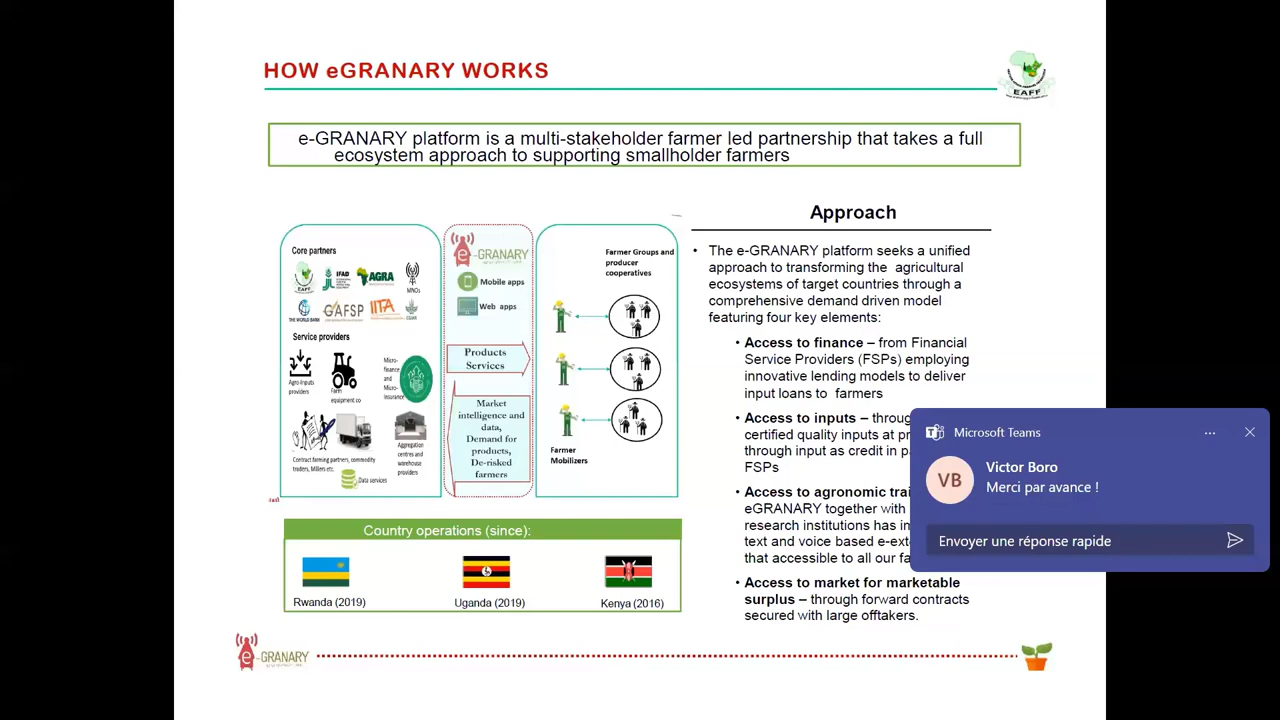 HOW eGRANARY WORKS
EAFF
e-GRANARY platform is a multi-stakeholder farmer led partnership that takes a full
ecosystem approach to supporting smallholder farmers
Core partners
EAFF
IFAD
AGRA
MNOs
THE WORLD BANK
GAFSP
IITA
CGIAR
Service providers
Agro-Inputs
providers
Farm
equipment co
Micro-
finance
and
Micro-
Insurance
Contract farming partners, commodity
traders, Millers etc.
Aggregation
centres and
warehouse
providers
Data services
e-GRANARY
Mobile apps
Web apps
Products
Services
Market
intelligence and
data,
Demand for
products,
De-risked
farmers
Farmer Groups and
producer
cooperatives
Farmer
Mobilizers
Country operations (since):
Rwanda (2019)
Uganda (2019)
Kenya (2016)
Approach
• The e-GRANARY platform seeks a unified
approach to transforming the agricultural
ecosystems of target countries through a
comprehensive demand driven model
featuring four key elements:
• Access to finance – from Financial
Service Providers (FSPs) employing
innovative lending models to deliver
input loans to farmers
• Access to inputs – throug
certified quality inputs at pr
through input as credit in pa
FSPs
• Access to agronomic trai
eGRANARY together with
research institutions has in
text and voice based e-ext
that accessible to all our fa
• Access to market for marketable
surplus – through forward contracts
secured with large offtakers.
Microsoft Teams
VB
Victor Boro
Merci par avance !
Envoyer une réponse rapide
e-GRANARY